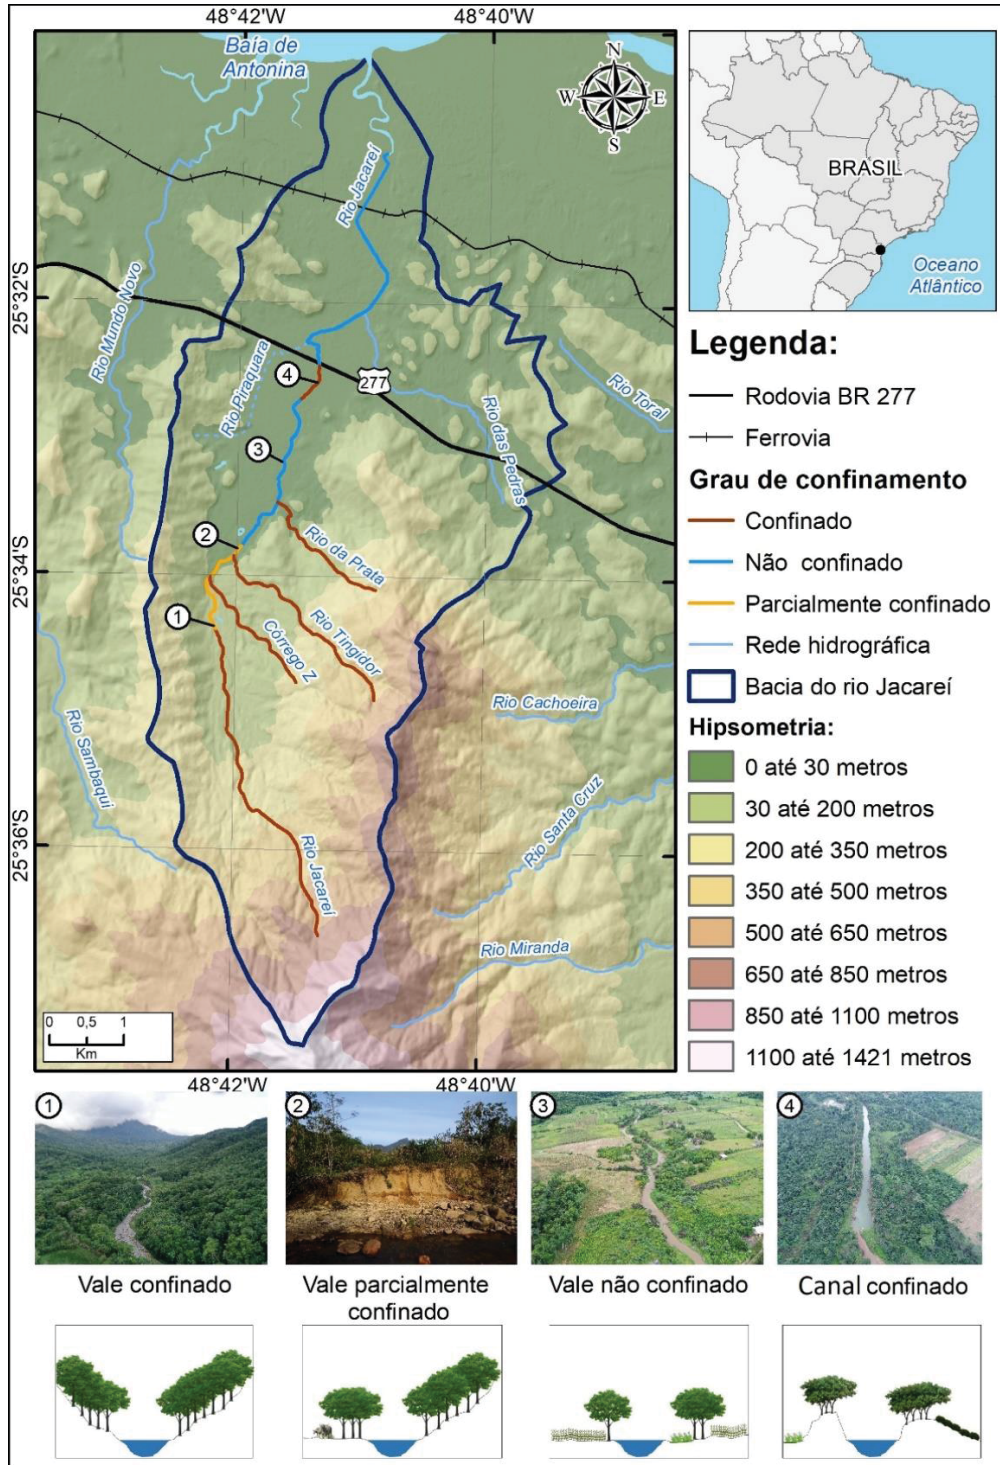 48°42'W
48°40'W
Baía de
Antonina
N
W
E
S
Rio Jacareí
Rio Mundo Novo
25°32'S
Rio Piraquara
4
277
Rio Toral
3
Rio das Pedras
2
Rio da Prata
25°34'S
1
Rio Tingidor
Córrego Z
Rio Cachoeira
Rio Sambaqui
Rio Santa Cruz
25°36'S
Rio Jacareí
Rio Miranda
0 0,5 1
Km
48°42'W
48°40'W
BRASIL
Oceano
Atlântico
Legenda:
Rodovia BR 277
Ferrovia
Grau de confinamento
Confinado
Não confinado
Parcialmente confinado
Rede hidrográfica
Bacia do rio Jacareí
Hipsometria:
0 até 30 metros
30 até 200 metros
200 até 350 metros
350 até 500 metros
500 até 650 metros
650 até 850 metros
850 até 1100 metros
1100 até 1421 metros
1
2
3
4
Vale confinado
Vale parcialmente
confinado
Vale não confinado
Canal confinado